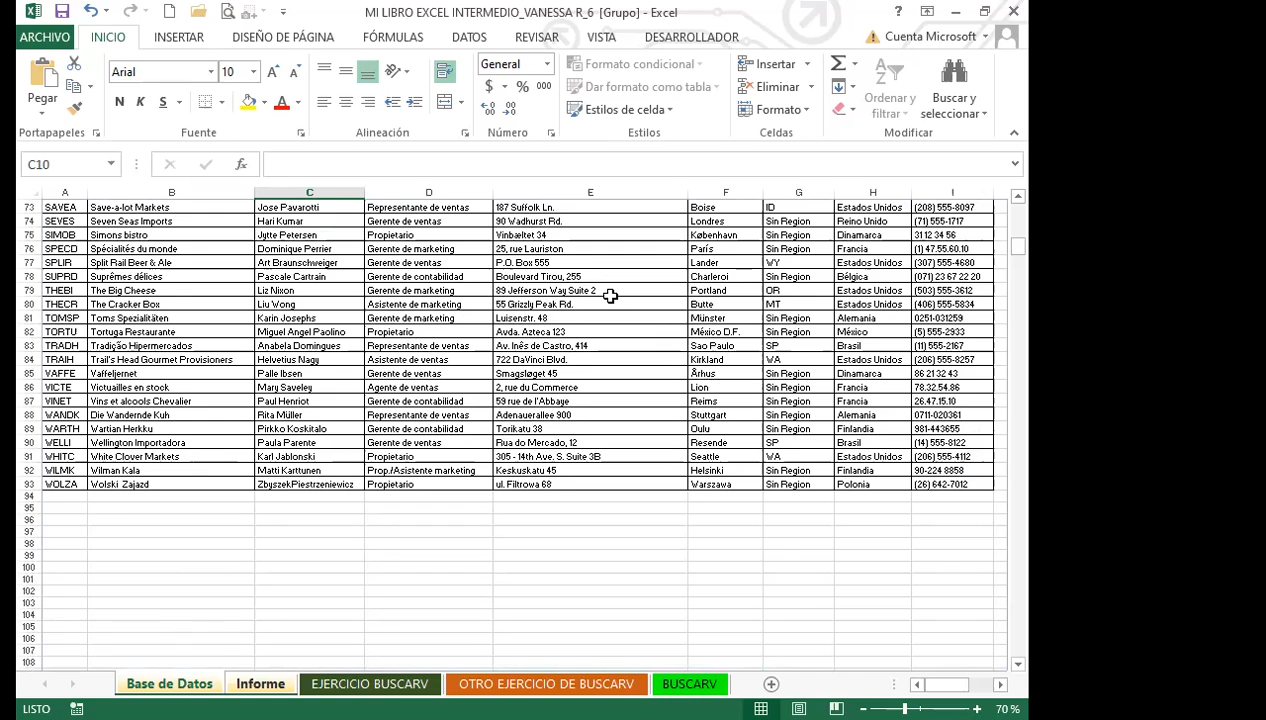 MI LIBRO EXCEL INTERMEDIO_VANESSA R_6 [Grupo] - Excel ?
ARCHIVO INICIO INSERTAR DISEÑO DE PÁGINA FÓRMULAS DATOS REVISAR VISTA DESARROLLADOR Cuenta Microsoft
Pegar Arial 10 A A General Formato condicional Insertar Ordenar y filtrar Buscar y seleccionar
$ % 000 Dar formato como tabla Eliminar
N K S A Estilos de celda Formato
Portapapeles Fuente Alineación Número Estilos Celdas Modificar
C10 fx
A B C D E F G H I
73 SAVEA Save-a-lot Markets Jose Pavarotti Representante de ventas 187 Suffolk Ln. Boise ID Estados Unidos (208) 555-8097
74 SEVES Seven Seas Imports Hari Kumar Gerente de ventas 90 Wadhurst Rd. Londres Sin Region Reino Unido (71) 555-1717
75 SIMOB Simons bistro Jytte Petersen Propietario Vinbæltet 34 København Sin Region Dinamarca 31 12 34 56
76 SPECD Spécialités du monde Dominique Perrier Gerente de marketing 25, rue Lauriston París Sin Region Francia (1) 47.55.60.10
77 SPLIR Split Rail Beer & Ale Art Braunschweiger Gerente de ventas P.O. Box 555 Lander WY Estados Unidos (307) 555-4680
78 SUPRD Suprêmes délices Pascale Cartrain Gerente de contabilidad Boulevard Tirou, 255 Charleroi Sin Region Bélgica (071) 23 67 22 20
79 THEBI The Big Cheese Liz Nixon Gerente de marketing 89 Jefferson Way Suite 2 Portland OR Estados Unidos (503) 555-3612
80 THECR The Cracker Box Liu Wong Asistente de marketing 55 Grizzly Peak Rd. Butte MT Estados Unidos (406) 555-5834
81 TOMSP Toms Spezialitäten Karin Josephs Gerente de marketing Luisenstr. 48 Münster Sin Region Alemania 0251-031259
82 TORTU Tortuga Restaurante Miguel Angel Paolino Propietario Avda. Azteca 123 México D.F. Sin Region México (5) 555-2933
83 TRADH Tradição Hipermercados Anabela Domingues Representante de ventas Av. Inês de Castro, 414 Sao Paulo SP Brasil (11) 555-2167
84 TRAIH Trail's Head Gourmet Provisioners Helvetius Nagy Asistente de ventas 722 DaVinci Blvd. Kirkland WA Estados Unidos (206) 555-8257
85 VAFFE Vaffeljernet Palle Ibsen Gerente de ventas Smagsløget 45 Århus Sin Region Dinamarca 86 21 32 43
86 VICTE Victuailles en stock Mary Saveley Agente de ventas 2, rue du Commerce Lion Sin Region Francia 78.32.54.86
87 VINET Vins et alcools Chevalier Paul Henriot Gerente de contabilidad 59 rue de l'Abbaye Reims Sin Region Francia 26.47.15.10
88 WANDK Die Wandernde Kuh Rita Müller Representante de ventas Adenauerallee 900 Stuttgart Sin Region Alemania 0711-020361
89 WARTH Wartian Herkku Pirkko Koskitalo Gerente de contabilidad Torikatu 38 Oulu Sin Region Finlandia 981-443655
90 WELLI Wellington Importadora Paula Parente Gerente de ventas Rua do Mercado, 12 Resende SP Brasil (14) 555-8122
91 WHITC White Clover Markets Karl Jablonski Propietario 305 - 14th Ave. S. Suite 3B Seattle WA Estados Unidos (206) 555-4112
92 WILMK Wilman Kala Matti Karttunen Prop./Asistente marketing Keskuskatu 45 Helsinki Sin Region Finlandia 90-224 8858
93 WOLZA Wolski Zajazd ZbyszekPiestrzeniewicz Propietario ul. Filtrowa 68 Warszawa Sin Region Polonia (26) 642-7012
94
95
96
97
98
99
100
101
102
103
104
105
106
107
108
Base de Datos Informe EJERCICIO BUSCARV OTRO EJERCICIO DE BUSCARV BUSCARV
LISTO 70 %